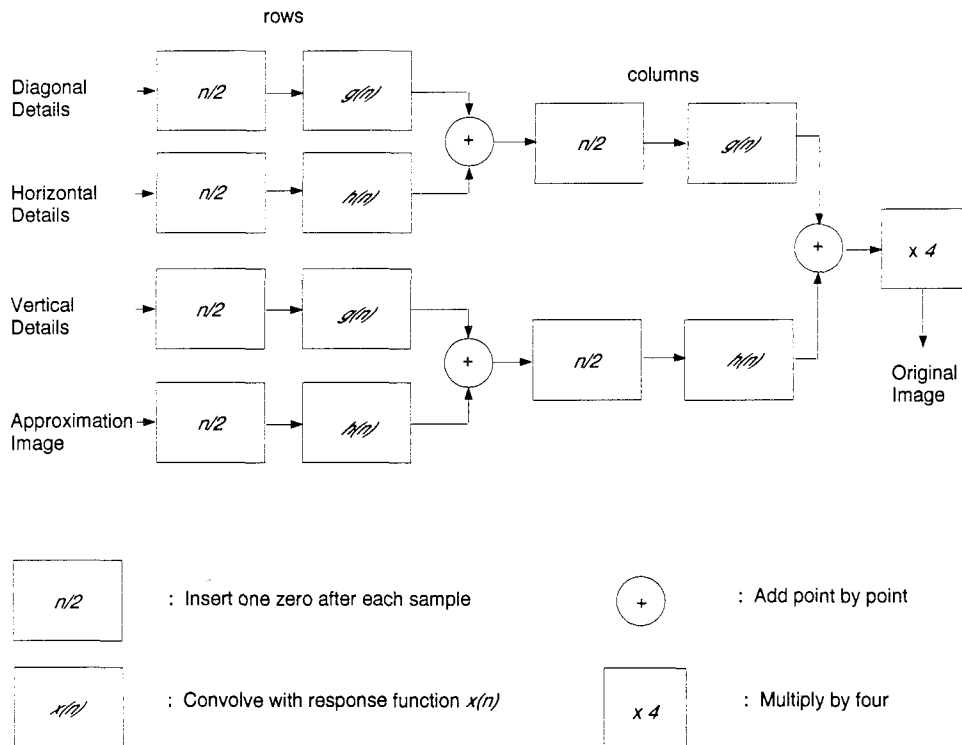 rows
Diagonal
Details
n/2
g(n)
columns
+
n/2
g(n)
Horizontal
Details
n/2
h(n)
+
x 4
Vertical
Details
n/2
g(n)
+
n/2
h(n)
Original
Image
Approximation
Image
n/2
h(n)
n/2
: Insert one zero after each sample
+
: Add point by point
x(n)
: Convolve with response function x(n)
x 4
: Multiply by four